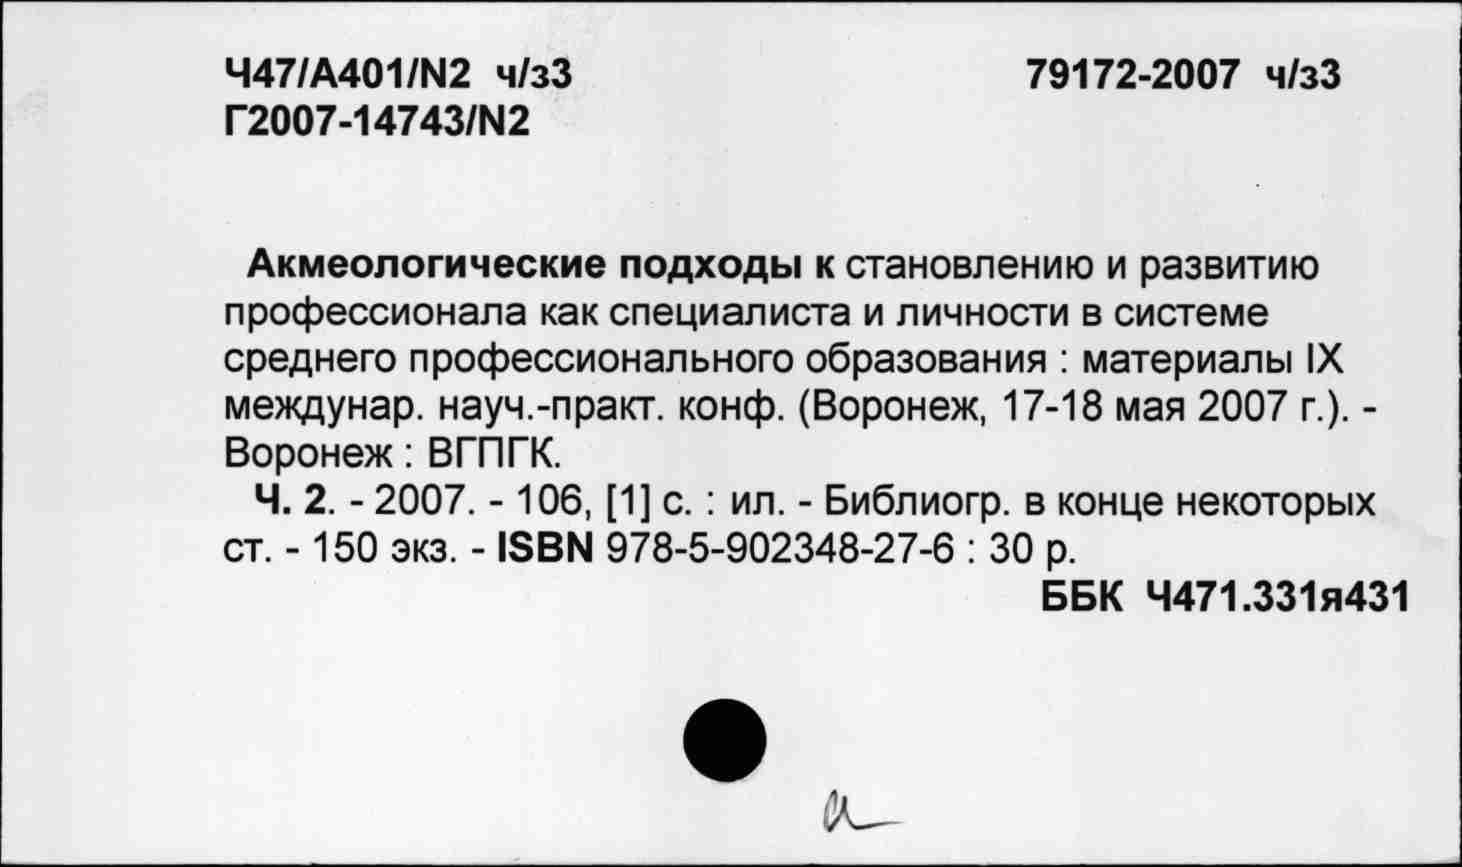 Ч47/А401/N2 ч/з3 79172-2007 ч/з3
Г2007-14743/N2
Акмеологические подходы к становлению и развитию
профессионала как специалиста и личности в системе
среднего профессионального образования : материалы IX
междунар. науч.-практ. конф. (Воронеж, 17-18 мая 2007 г.). -
Воронеж : ВГПГК.
Ч. 2. - 2007. - 106, [1] с. : ил. - Библиогр. в конце некоторых
ст. - 150 экз. - ISBN 978-5-902348-27-6 : 30 р.
ББК Ч471.331я431